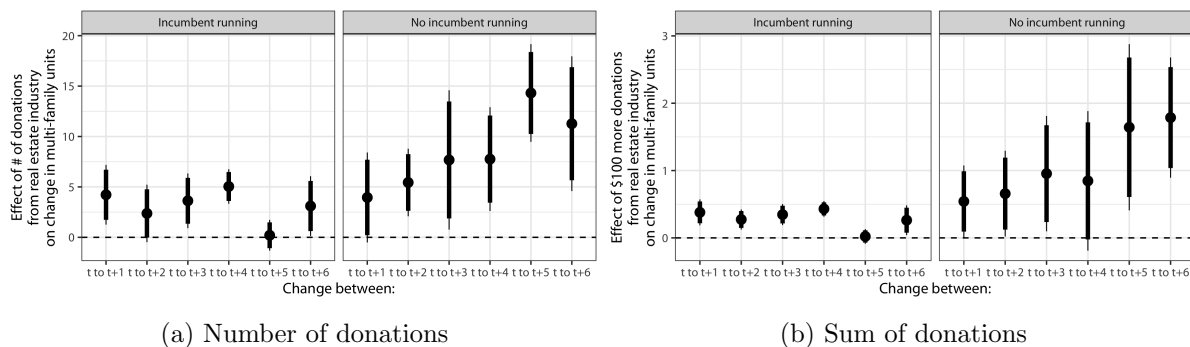 Incumbent running
No incumbent running
Effect of # of donations
from real estate industry
on change in multi-family units
20
15
10
5
0
t to t+1 t to t+2 t to t+3 t to t+4 t to t+5 t to t+6
t to t+1 t to t+2 t to t+3 t to t+4 t to t+5 t to t+6
Change between:
(a) Number of donations
Incumbent running
No incumbent running
Effect of $100 more donations
from real estate industry
on change in multi-family units
3
2
1
0
t to t+1 t to t+2 t to t+3 t to t+4 t to t+5 t to t+6
t to t+1 t to t+2 t to t+3 t to t+4 t to t+5 t to t+6
Change between:
(b) Sum of donations